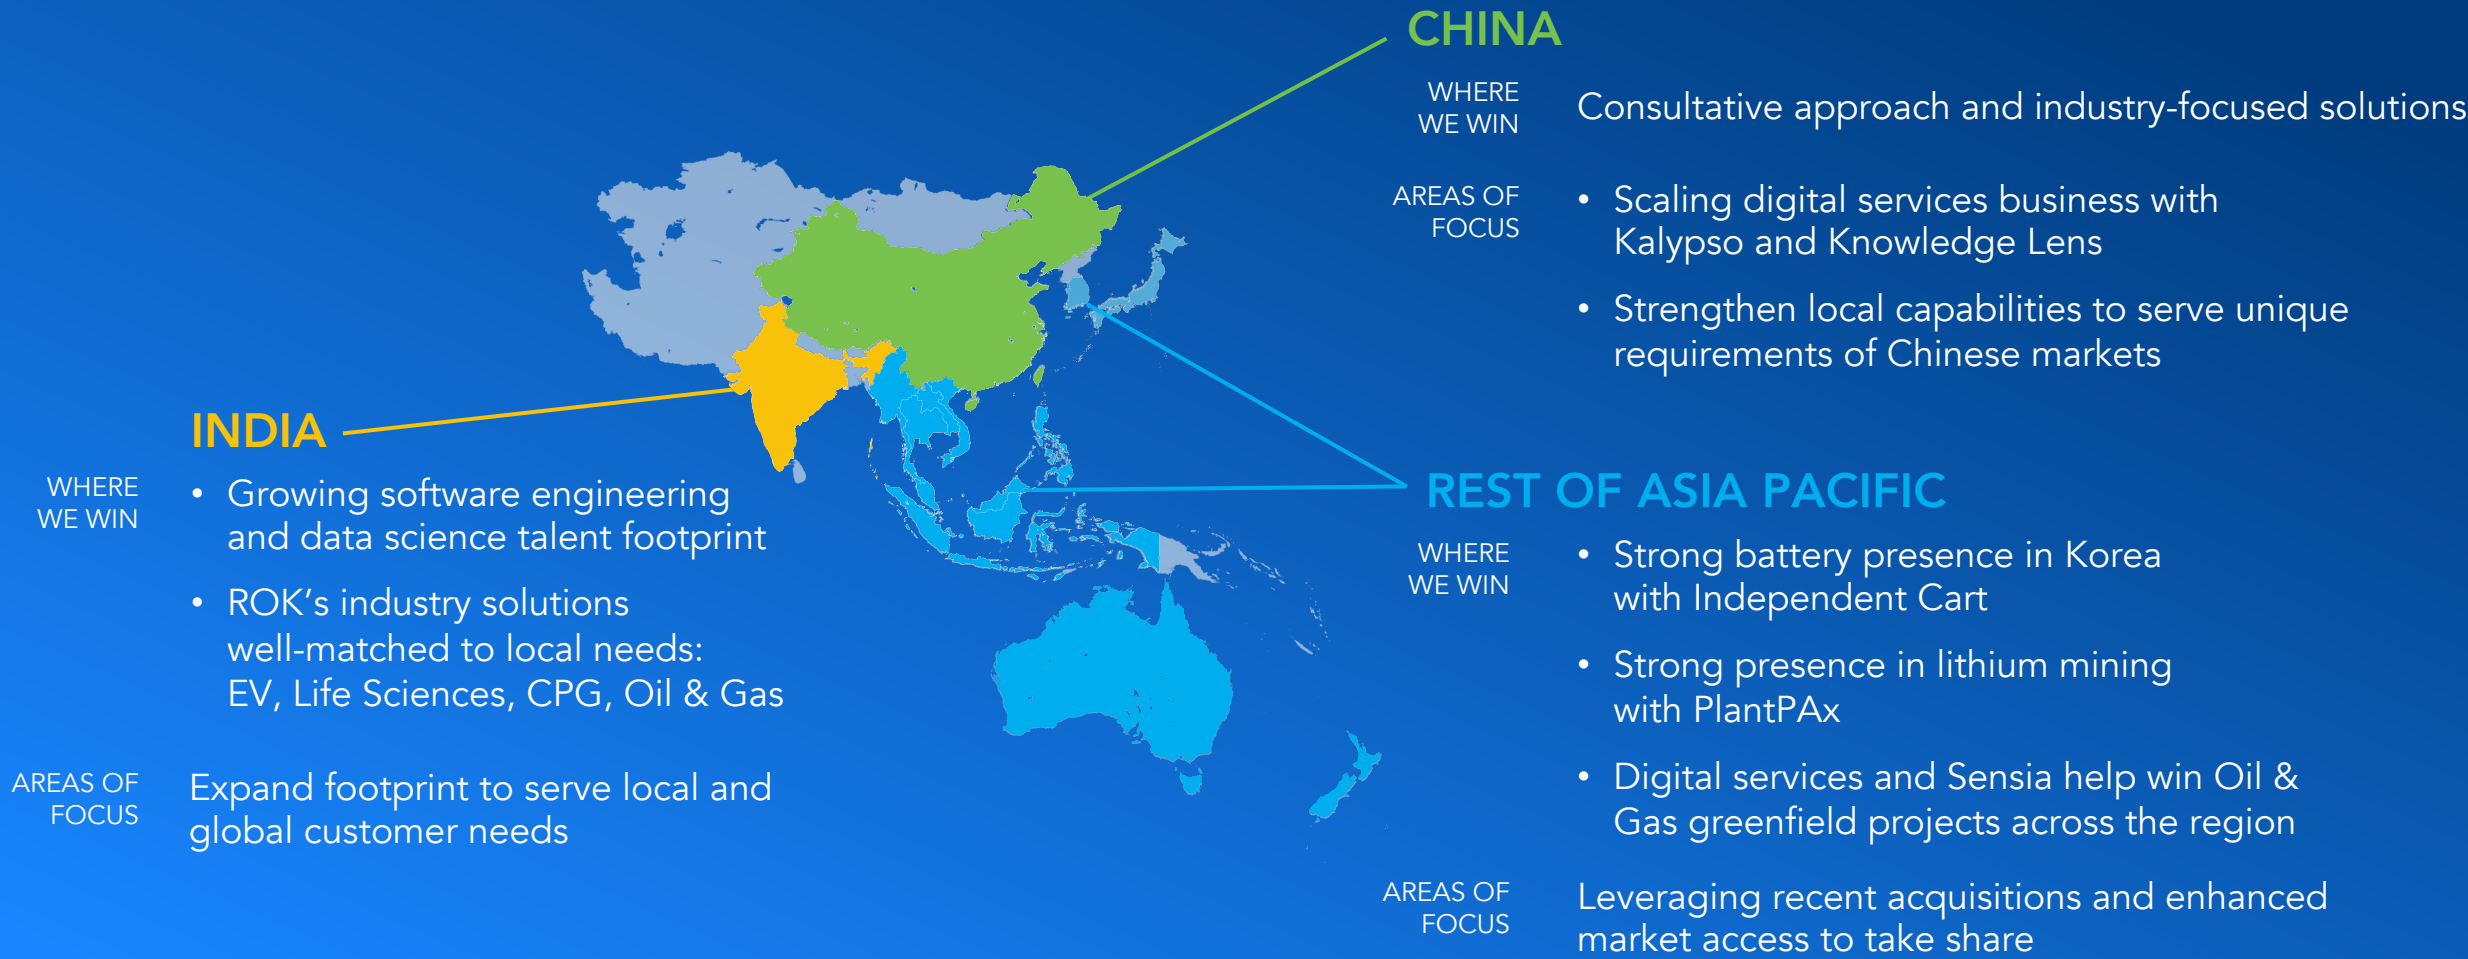 CHINA
WHERE
WE WIN
Consultative approach and industry-focused solutions
AREAS OF
FOCUS
• Scaling digital services business with
Kalypso and Knowledge Lens
• Strengthen local capabilities to serve unique
requirements of Chinese markets
INDIA
WHERE
WE WIN
• Growing software engineering
and data science talent footprint
• ROK's industry solutions
well-matched to local needs:
EV, Life Sciences, CPG, Oil & Gas
AREAS OF
FOCUS
Expand footprint to serve local and
global customer needs
REST OF ASIA PACIFIC
WHERE
WE WIN
• Strong battery presence in Korea
with Independent Cart
• Strong presence in lithium mining
with PlantPAx
• Digital services and Sensia help win Oil &
Gas greenfield projects across the region
AREAS OF
FOCUS
Leveraging recent acquisitions and enhanced
market access to take share